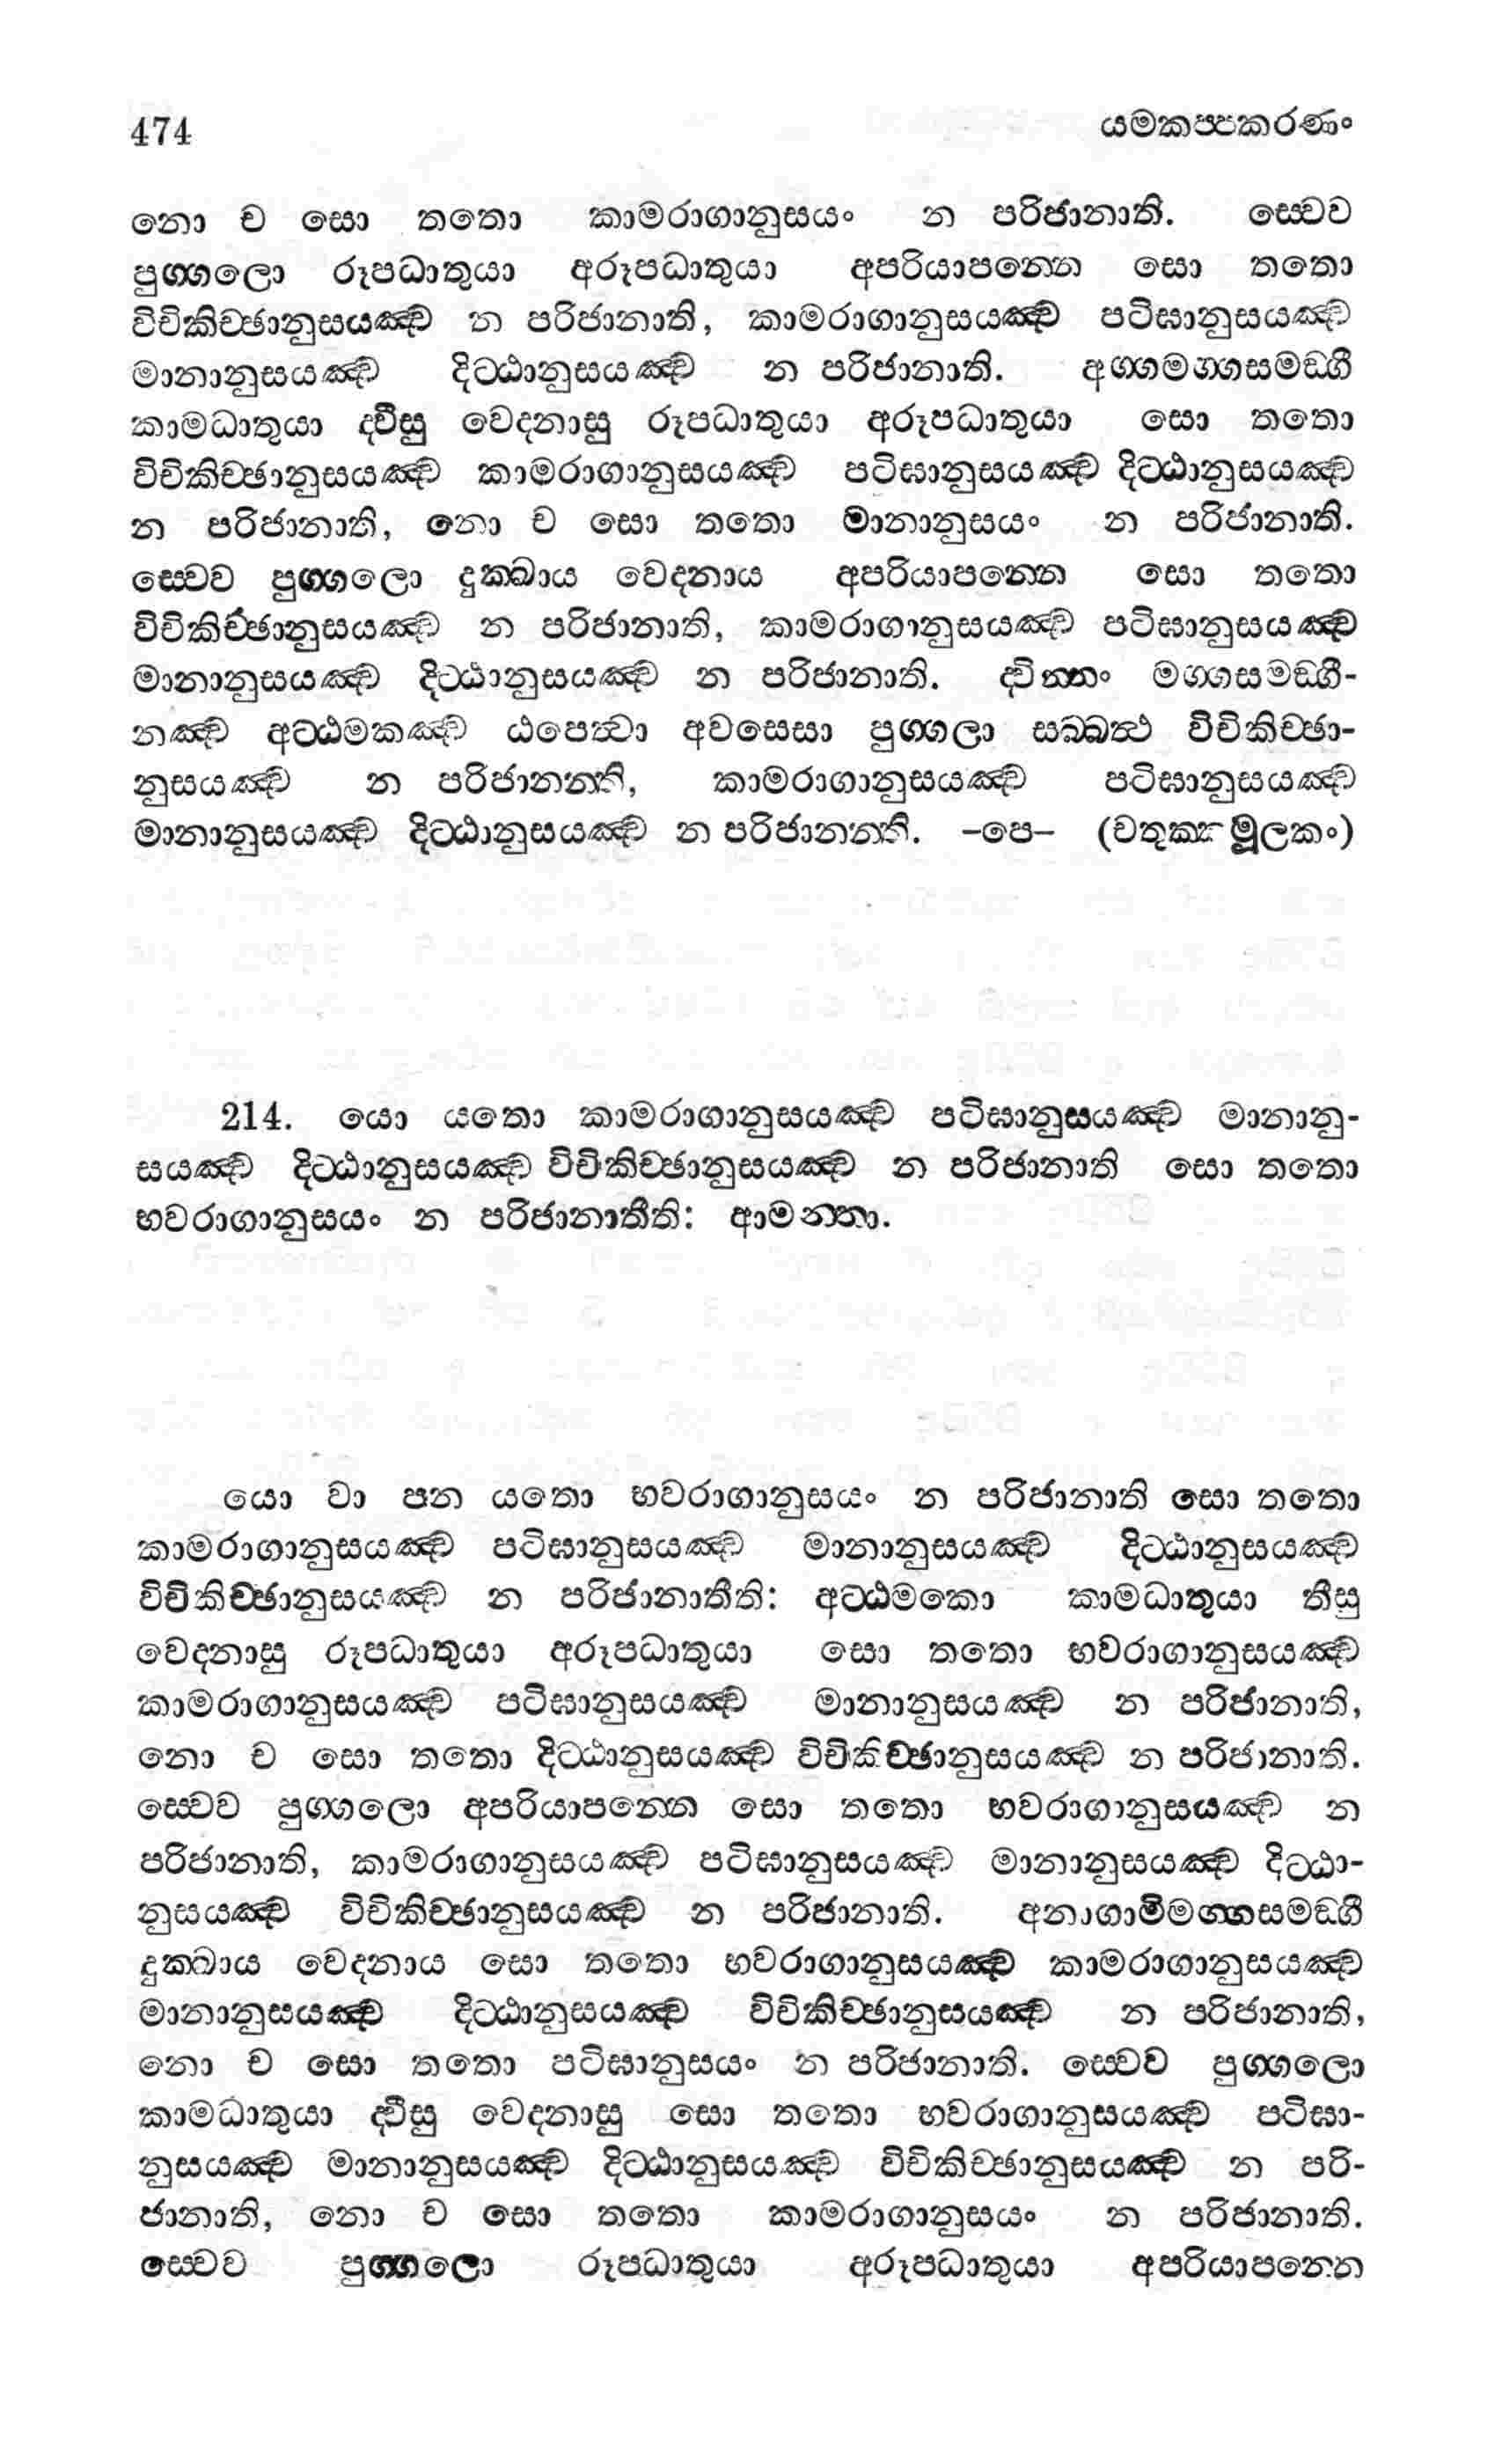 474 යමකප්පකරණං
නො ච සො තතො කාමරාගානුසයං න පරිජානාති. ස්වෙව
පුග්ගලො රූපධාතුයා අරූපධාතුයා අපරියාපන්නෙ සො තතො
විචිකිච්ඡානුසයඤ්ච න පරිජානාති, කාමරාගානුසයඤ්ච පටිඝානුසයඤ්ච
මානානුසයඤ්ච දිට්ඨානුසයඤ්ච න පරිජානාති. අග්ගමග්ගසමඞ්ගී
කාමධාතුයා ද්වීසු වෙදනාසු රූපධාතුයා අරූපධාතුයා සො තතො
විචිකිච්ඡානුසයඤ්ච කාමරාගානුසයඤ්ච පටිඝානුසයඤ්ච දිට්ඨානුසයඤ්ච
න පරිජානාති, නො ච සො තතො මානානුසයං න පරිජානාති.
ස්වෙව පුග්ගලො දුක්ඛාය වෙදනාය අපරියාපන්නෙ සො තතො
විචිකිච්ඡානුසයඤ්ච න පරිජානාති, කාමරාගානුසයඤ්ච පටිඝානුසයඤ්ච
මානානුසයඤ්ච දිට්ඨානුසයඤ්ච න පරිජානාති. ද්වින්නං මග්ගසමඞ්ගී-
නඤ්ච අට්ඨමකඤ්ච ඨපෙත්වා අවසෙසා පුග්ගලා සබ්බත්ථ විචිකිච්ඡා-
නුසයඤ්ච න පරිජානන්ති, කාමරාගානුසයඤ්ච පටිඝානුසයඤ්ච
මානානුසයඤ්ච දිට්ඨානුසයඤ්ච න පරිජානන්ති. –පෙ– (චතුක්කමූලකං)
214. යො යතො කාමරාගානුසයඤ්ච පටිඝානුසයඤ්ච මානානු-
සයඤ්ච දිට්ඨානුසයඤ්ච විචිකිච්ඡානුසයඤ්ච න පරිජානාති සො තතො
භවරාගානුසයං න පරිජානාතීති: ආමන්තා.
යො වා පන යතො භවරාගානුසයං න පරිජානාති සො තතො
කාමරාගානුසයඤ්ච පටිඝානුසයඤ්ච මානානුසයඤ්ච දිට්ඨානුසයඤ්ච
විචිකිච්ඡානුසයඤ්ච න පරිජානාතීති: අට්ඨමකො කාමධාතුයා තීසු
වෙදනාසු රූපධාතුයා අරූපධාතුයා සො තතො භවරාගානුසයඤ්ච
කාමරාගානුසයඤ්ච පටිඝානුසයඤ්ච මානානුසයඤ්ච න පරිජානාති,
නො ච සො තතො දිට්ඨානුසයඤ්ච විචිකිච්ඡානුසයඤ්ච න පරිජානාති.
ස්වෙව පුග්ගලො අපරියාපන්නෙ සො තතො භවරාගානුසයඤ්ච න
පරිජානාති, කාමරාගානුසයඤ්ච පටිඝානුසයඤ්ච මානානුසයඤ්ච දිට්ඨා-
නුසයඤ්ච විචිකිච්ඡානුසයඤ්ච න පරිජානාති. අනාගාමිමග්ගසමඞ්ගී
දුක්ඛාය වෙදනාය සො තතො භවරාගානුසයඤ්ච කාමරාගානුසයඤ්ච
මානානුසයඤ්ච දිට්ඨානුසයඤ්ච විචිකිච්ඡානුසයඤ්ච න පරිජානාති,
නො ච සො තතො පටිඝානුසයං න පරිජානාති. ස්වෙව පුග්ගලො
කාමධාතුයා ද්වීසු වෙදනාසු සො තතො භවරාගානුසයඤ්ච පටිඝා-
නුසයඤ්ච මානානුසයඤ්ච දිට්ඨානුසයඤ්ච විචිකිච්ඡානුසයඤ්ච න පරි-
ජානාති, නො ච සො තතො කාමරාගානුසයං න පරිජානාති.
ස්වෙව පුග්ගලො රූපධාතුයා අරූපධාතුයා අපරියාපන්නෙ